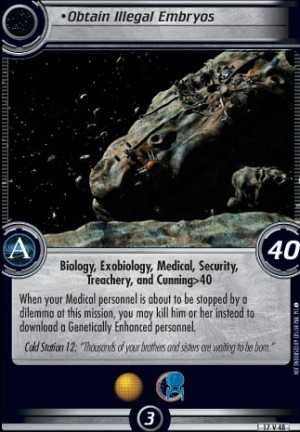 •Obtain Illegal Embryos
A
40
Biology, Exobiology, Medical, Security,
Treachery, and Cunning>40
When your Medical personnel is about to be stopped by a
dilemma at this mission, you may kill him or her instead to
download a Genetically Enhanced personnel.
Cold Station 12; "Thousands of your brothers and sisters are waiting to be born."
3
17 V 48